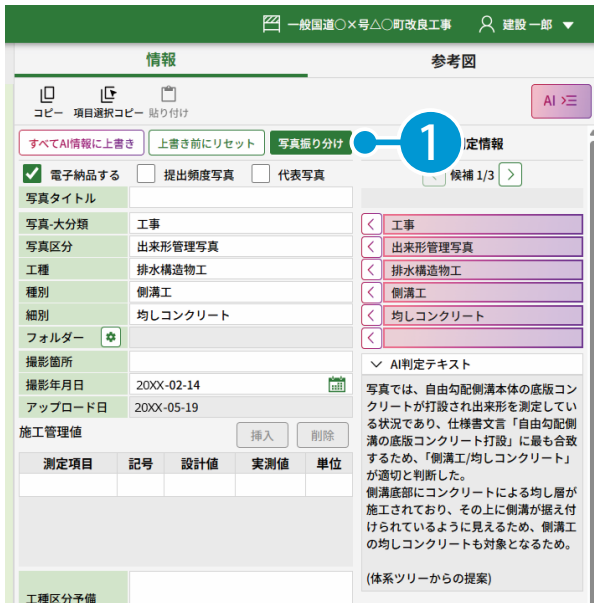 一般国道○×号△○町改良工事 建設 一郎
情報 参考図
コピー 項目選択コピー 貼り付け AI
すべてAI情報に上書き 上書き前にリセット 写真振り分け 1 定情報
電子納品する 提出頻度写真 代表写真 候補 1/3
写真タイトル
写真-大分類 工事 工事
写真区分 出来形管理写真 出来形管理写真
工種 排水構造物工 排水構造物工
種別 側溝工 側溝工
細別 均しコンクリート 均しコンクリート
フォルダー
撮影箇所 AI判定テキスト
撮影年月日 20XX-02-14
アップロード日 20XX-05-19
施工管理値 挿入 削除
測定項目 記号 設計値 実測値 単位
写真では、自由勾配側溝本体の底版コン
クリートが打設され出来形を測定してい
る状況であり、仕様書文言「自由勾配側
溝の底版コンクリート打設」に最も合致
するため、「側溝工/均しコンクリート」
が適切と判断した。
側溝底部にコンクリートによる均し層が
施工されており、その上に側溝が据え付
けられているように見えるため、側溝工
の均しコンクリートも対象となるため。
(体系ツリーからの提案)
工種区分予備